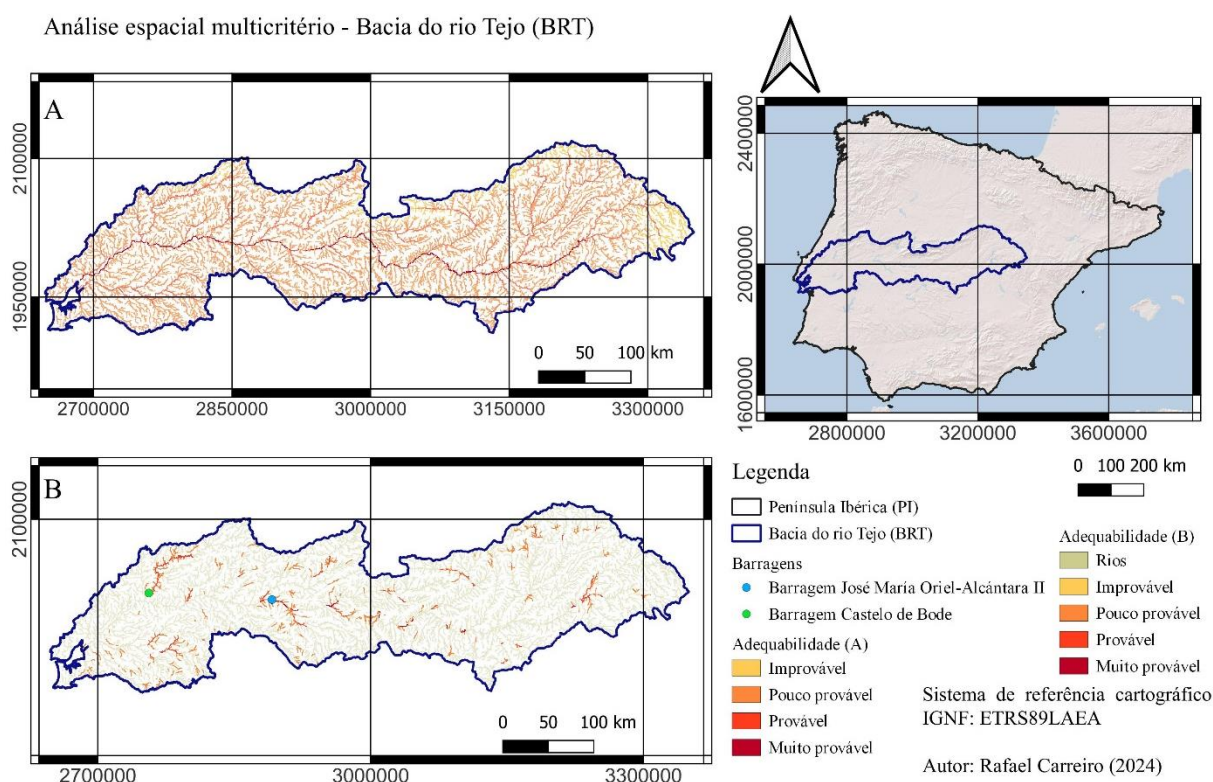 Análise espacial multicritério - Bacia do rio Tejo (BRT)
A
2100000
1950000
0 50 100 km
2700000 2850000 3000000 3150000 3300000
B
2100000
0 50 100 km
2700000 3000000 3300000
2400000
2000000
1600000
2800000 3200000 3600000
0 100 200 km
Legenda
Península Ibérica (PI)
Bacia do rio Tejo (BRT)
Barragens
Barragem José María Oriel-Alcántara II
Barragem Castelo de Bode
Adequabilidade (A)
Improvável
Pouco provável
Provável
Muito provável
Adequabilidade (B)
Rios
Improvável
Pouco provável
Provável
Muito provável
Sistema de referência cartográfico
IGNF: ETRS89LAEA
Autor: Rafael Carreiro (2024)